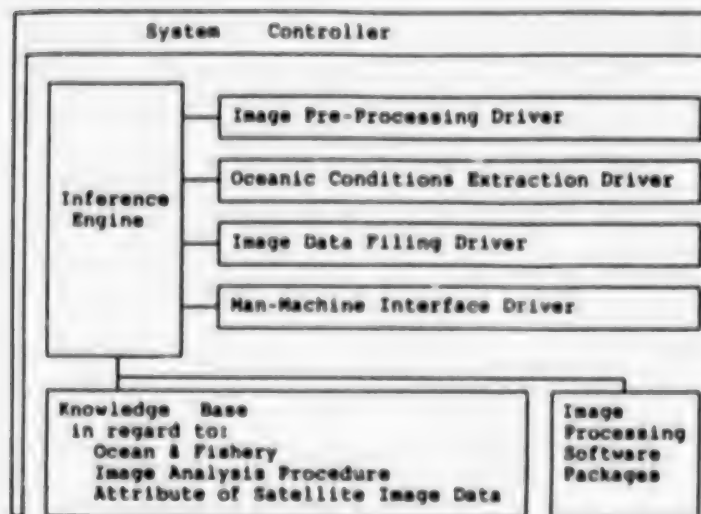 System Controller
Image Pre-Processing Driver
Oceanic Conditions Extraction Driver
Inference
Engine
Image Data Filing Driver
Man-Machine Interface Driver
Knowledge Base
in regard to:
Ocean & Fishery
Image Analysis Procedure
Attribute of Satellite Image Data
Image
Processing
Software
Packages